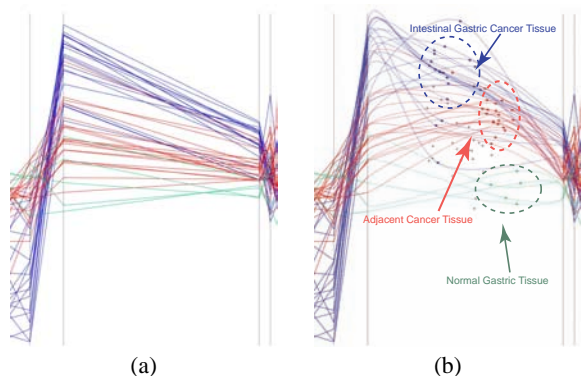 Intestinal Gastric Cancer Tissue
Adjacent Cancer Tissue
Normal Gastric Tissue
(a)
(b)